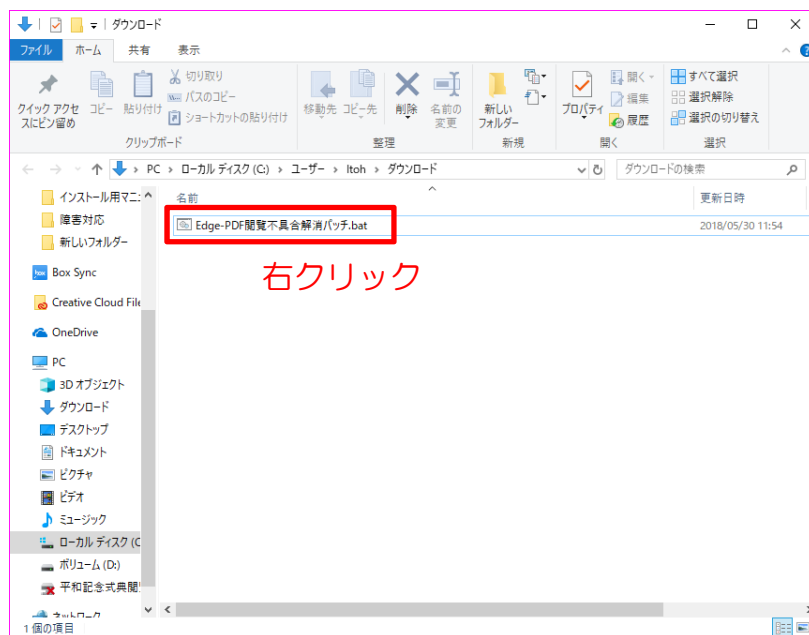 ダウンロード
ファイル ホーム 共有 表示
クイック アクセスにピン留め
コピー
貼り付け
切り取り
パスのコピー
ショートカットの貼り付け
クリップボード
移動先
コピー先
削除
名前の変更
整理
新しいフォルダー
新規
プロパティ
開く
編集
履歴
開く
すべて選択
選択解除
選択の切り替え
選択
PC › ローカル ディスク (C:) › ユーザー › Itoh › ダウンロード
ダウンロードの検索
名前 更新日時
Edge-PDF閲覧不具合解消パッチ.bat 2018/05/30 11:54
右クリック
インストール用マニ:
障害対応
新しいフォルダー
Box Sync
Creative Cloud File
OneDrive
PC
3D オブジェクト
ダウンロード
デスクトップ
ドキュメント
ピクチャ
ビデオ
ミュージック
ローカル ディスク (C
ボリューム (D:)
平和記念式典閲
ネットワーク
1 個の項目